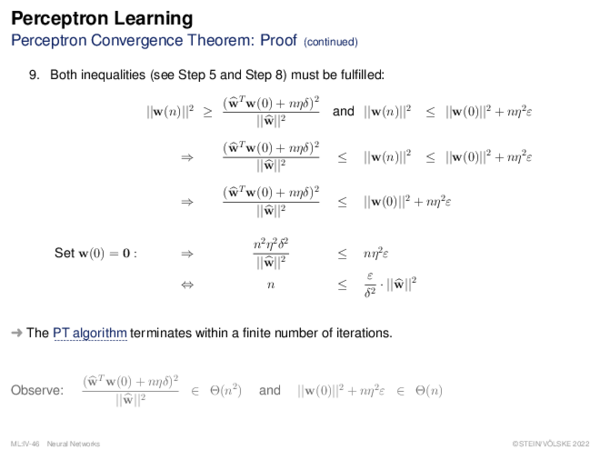 Perceptron Learning
Perceptron Convergence Theorem: Proof (continued)
9. Both inequalities (see Step 5 and Step 8) must be fulfilled:
||w(n)||² ≥ (ŵᵀw(0) + nηδ)² / ||ŵ||² and ||w(n)||² ≤ ||w(0)||² + nη²ε
⇒ (ŵᵀw(0) + nηδ)² / ||ŵ||² ≤ ||w(n)||² ≤ ||w(0)||² + nη²ε
⇒ (ŵᵀw(0) + nηδ)² / ||ŵ||² ≤ ||w(0)||² + nη²ε
Set w(0) = 0 : ⇒ n²η²δ² / ||ŵ||² ≤ nη²ε
⇔ n ≤ ε / δ² · ||ŵ||²
➜ The PT algorithm terminates within a finite number of iterations.
Observe: (ŵᵀw(0) + nηδ)² / ||ŵ||² ∈ Θ(n²) and ||w(0)||² + nη²ε ∈ Θ(n)
ML:IV-46 Neural Networks ©STEIN/VÖLSKE 2022